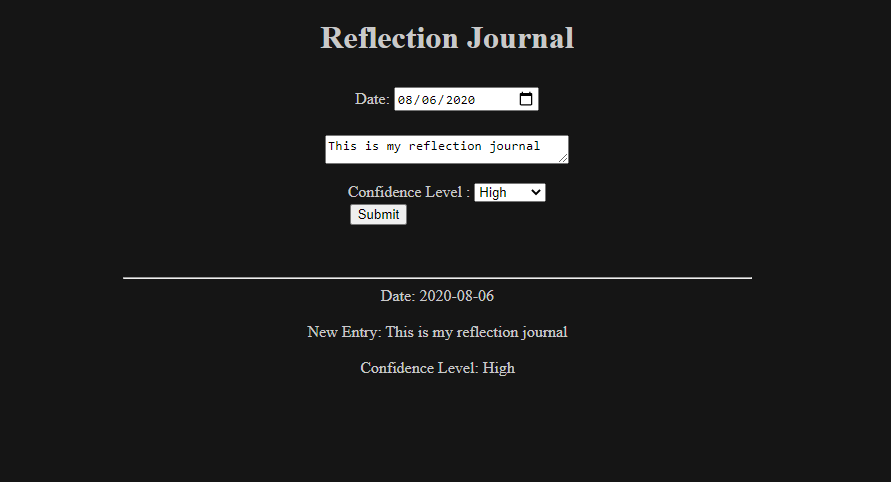 Reflection Journal
Date: 08/06/2020
This is my reflection journal
Confidence Level : High
Submit
Date: 2020-08-06
New Entry: This is my reflection journal
Confidence Level: High